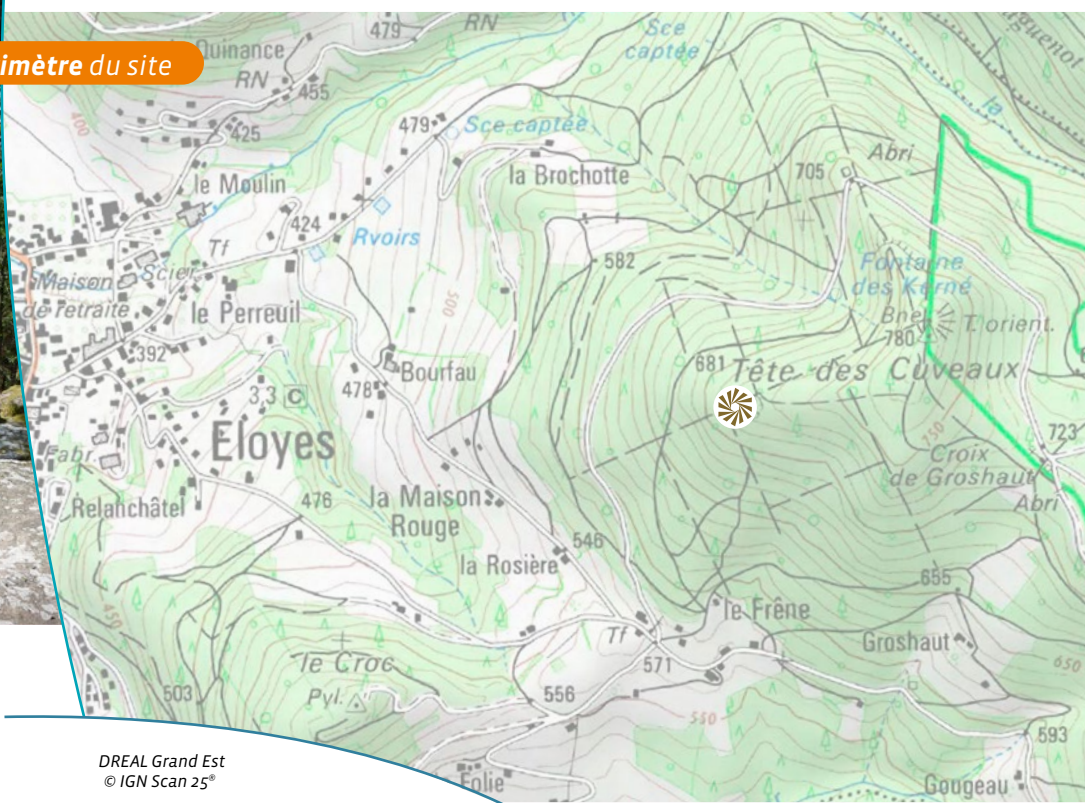 imètre du site
Quinance
RN
479
RN
455
425
400
Sce
captée
479
Sce captée
la Brochotte
705
Abri
la
le Moulin
424
Tf
Rvoirs
Scier
Maison
de retraite
le Perreuil
392
500
582
Fontaine
des Kerné
Bne
T. orient.
780
681
Tête des Cuveaux
Bourfau
478
3,3 C
Éloyes
Fabr.
Relanchâtel
476
la Maison
Rouge
750
723
Croix
de Groshaut
Abri
546
la Rosière
450
655
le Frêne
Tf
571
Groshaut
650
le Croc
Pyl.
503
556
550
593
Folie
Gougeau
DREAL Grand Est
© IGN Scan 25®